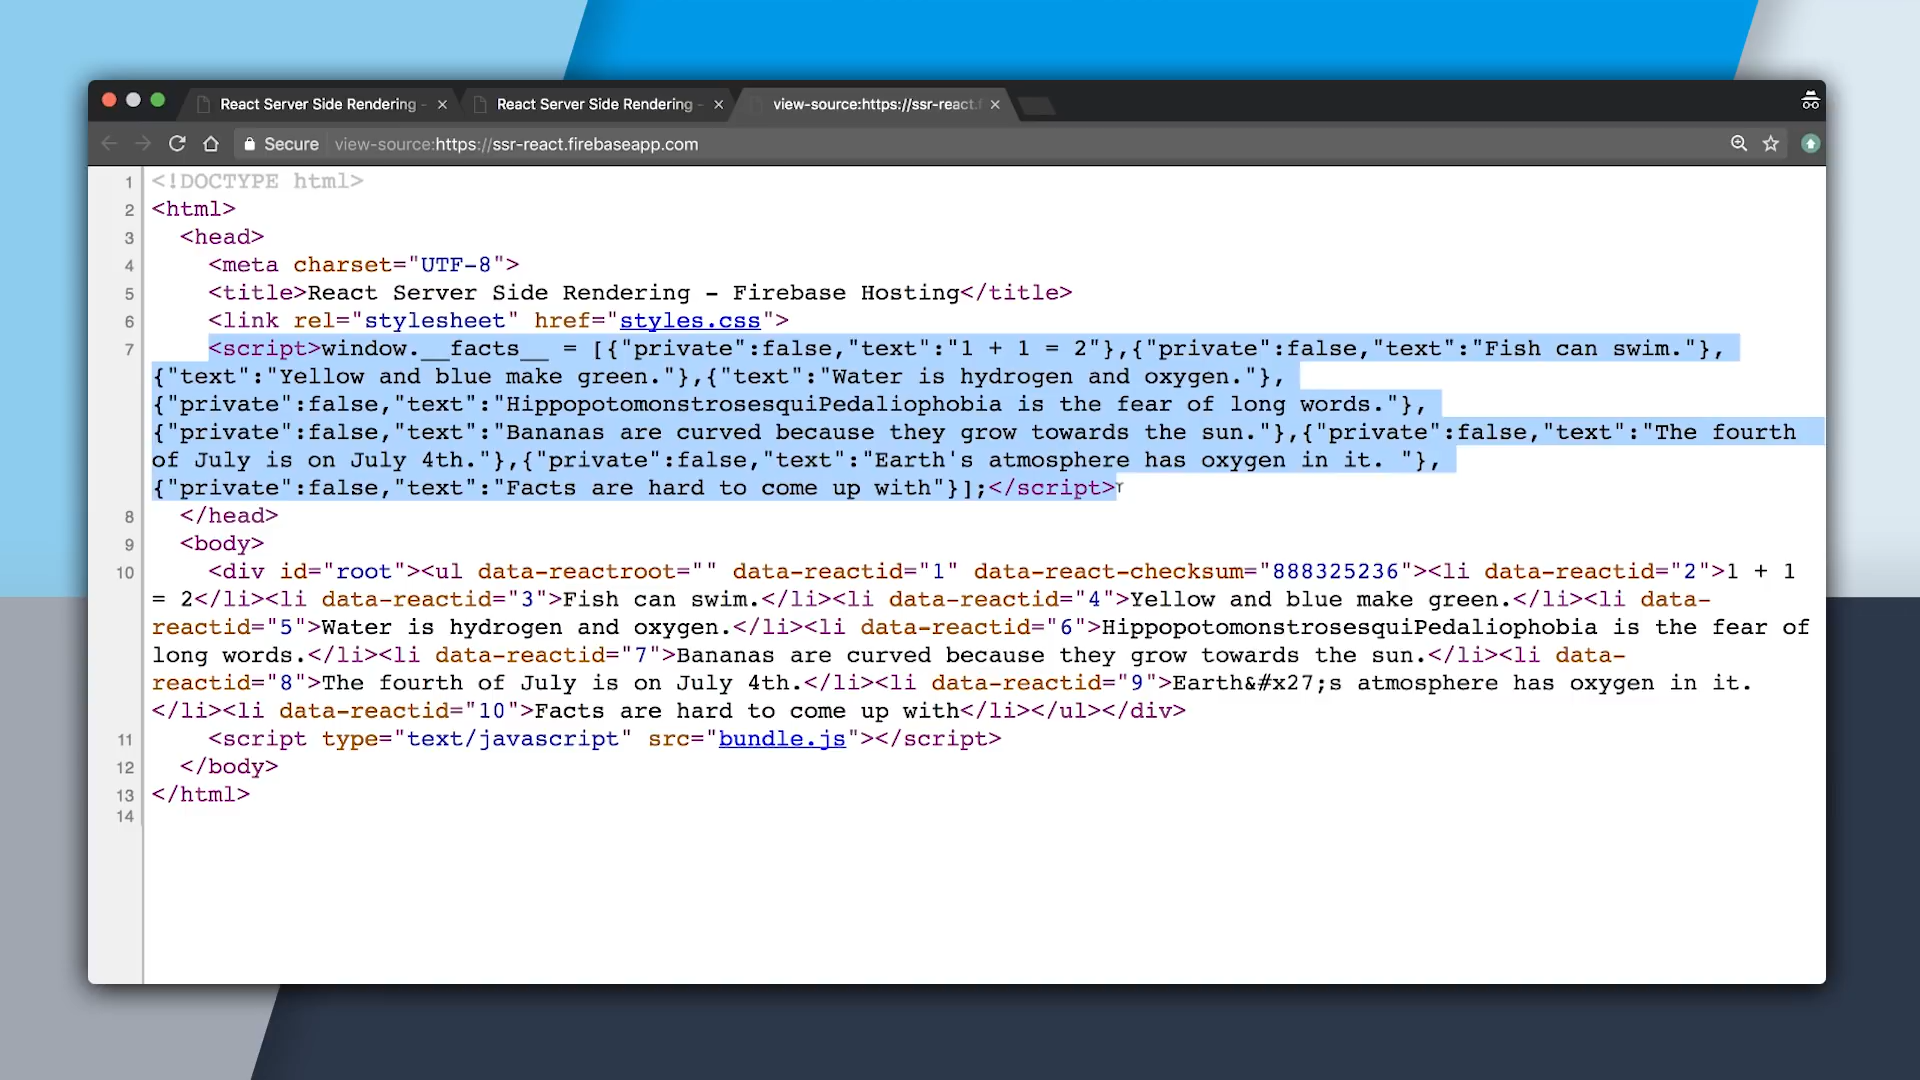 React Server Side Rendering -
React Server Side Rendering -
view-source:https://ssr-react.f
Secure view-source:https://ssr-react.firebaseapp.com
1 <!DOCTYPE html>
2 <html>
3 <head>
4 <meta charset="UTF-8">
5 <title>React Server Side Rendering - Firebase Hosting</title>
6 <link rel="stylesheet" href="styles.css">
7 <script>window.__facts__ = [{"private":false,"text":"1 + 1 = 2"},{"private":false,"text":"Fish can swim."},
{"text":"Yellow and blue make green."},{"text":"Water is hydrogen and oxygen."},
{"private":false,"text":"HippopotomonstrosesquiPedaliophobia is the fear of long words."},
{"private":false,"text":"Bananas are curved because they grow towards the sun."},{"private":false,"text":"The fourth
of July is on July 4th."},{"private":false,"text":"Earth's atmosphere has oxygen in it. "},
{"private":false,"text":"Facts are hard to come up with"}];</script>
8 </head>
9 <body>
10 <div id="root"><ul data-reactroot="" data-reactid="1" data-react-checksum="888325236"><li data-reactid="2">1 + 1
= 2</li><li data-reactid="3">Fish can swim.</li><li data-reactid="4">Yellow and blue make green.</li><li data-
reactid="5">Water is hydrogen and oxygen.</li><li data-reactid="6">HippopotomonstrosesquiPedaliophobia is the fear of
long words.</li><li data-reactid="7">Bananas are curved because they grow towards the sun.</li><li data-
reactid="8">The fourth of July is on July 4th.</li><li data-reactid="9">Earth&#x27;s atmosphere has oxygen in it.
</li><li data-reactid="10">Facts are hard to come up with</li></ul></div>
11 <script type="text/javascript" src="bundle.js"></script>
12 </body>
13 </html>
14